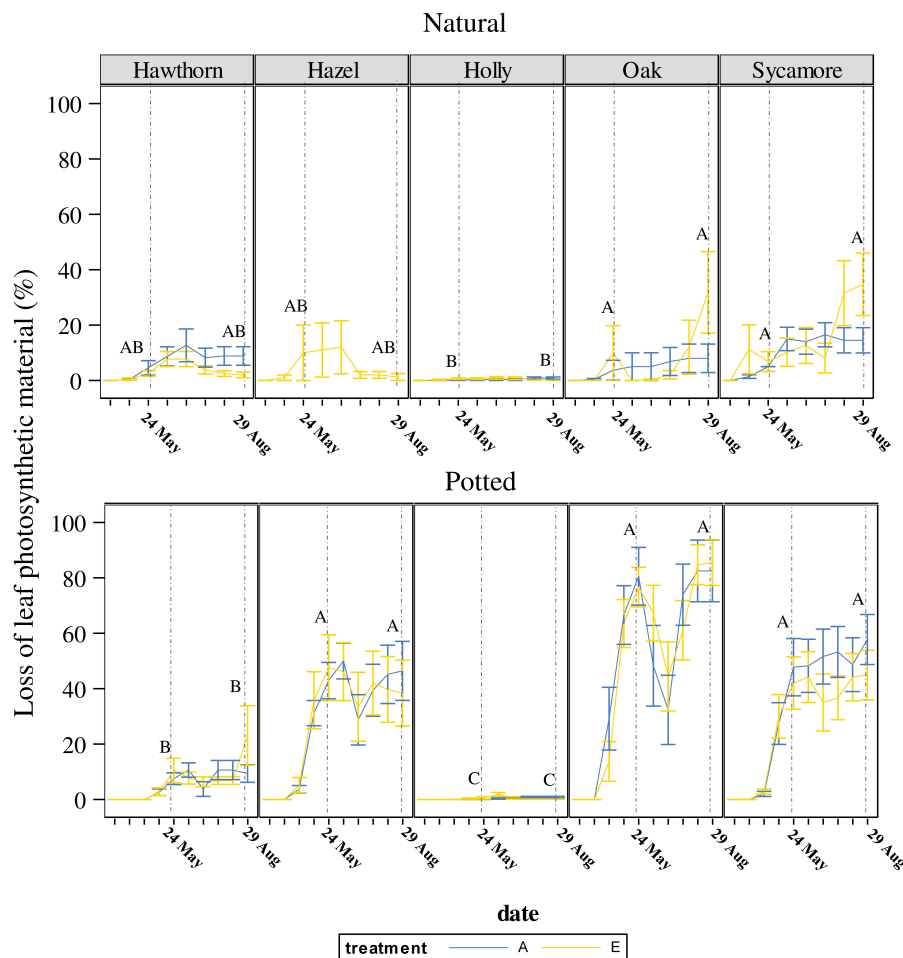 Natural
Hawthorn Hazel Holly Oak Sycamore
Loss of leaf photosynthetic material (%)
100
80
60
40
20
0
AB AB
AB AB
B B
A A
A A
24 May 29 Aug 24 May 29 Aug 24 May 29 Aug 24 May 29 Aug 24 May 29 Aug
Potted
100
80
60
40
20
0
B B
A A
C C
A A
A A
24 May 29 Aug 24 May 29 Aug 24 May 29 Aug 24 May 29 Aug 24 May 29 Aug
date
treatment A E